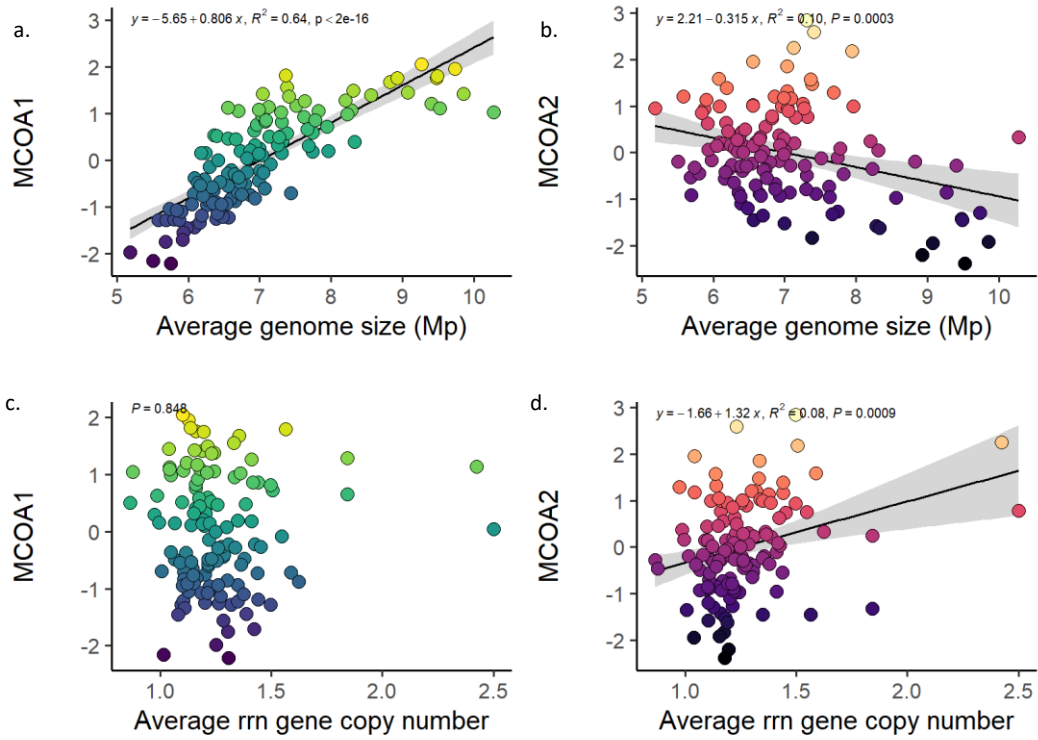 a.
y = −5.65 + 0.806 x, R² = 0.64, p < 2e-16
MCOA1
2
1
0
-1
-2
-3
5 6 7 8 9 10
Average genome size (Mp)
b.
y = 2.21 − 0.315 x, R² = 0.10, P = 0.0003
MCOA2
3
2
1
0
-1
-2
5 6 7 8 9 10
Average genome size (Mp)
c.
P = 0.848
MCOA1
2
1
0
-1
-2
1.0 1.5 2.0 2.5
Average rrn gene copy number
d.
y = −1.66 + 1.32 x, R² = 0.08, P = 0.0009
MCOA2
3
2
1
0
-1
-2
1.0 1.5 2.0 2.5
Average rrn gene copy number